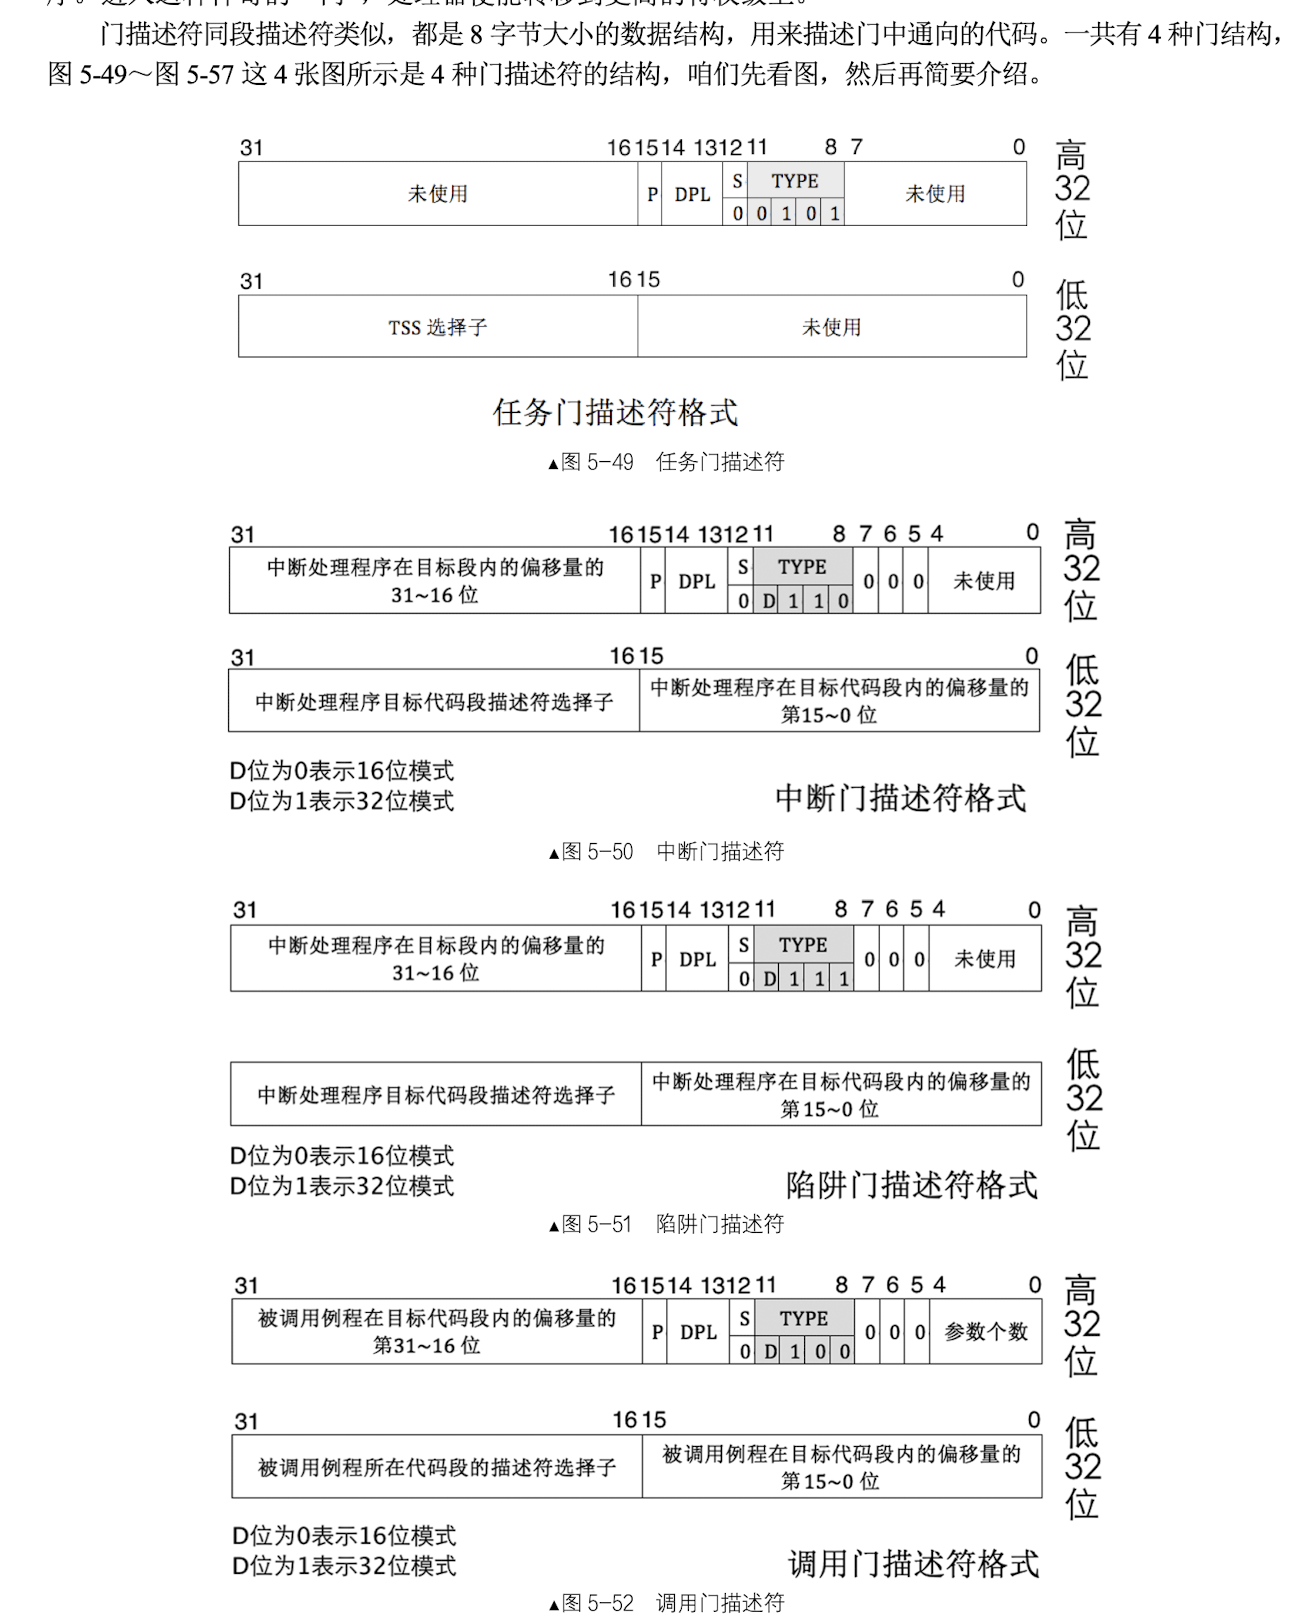 序。进入这种神奇的“门”，处理器便能转移到更高的特权级上。
门描述符同段描述符类似，都是 8 字节大小的数据结构，用来描述门中通向的代码。一共有 4 种门结构，
图 5-49～图 5-57 这 4 张图所示是 4 种门描述符的结构，咱们先看图，然后再简要介绍。
31 16 15 14 13 12 11 8 7 0
未使用 P DPL S TYPE 未使用
0 0 1 0 1
高32位
31 16 15 0
TSS 选择子 未使用
低32位
任务门描述符格式
▲图 5-49 任务门描述符
31 16 15 14 13 12 11 8 7 6 5 4 0
中断处理程序在目标段内的偏移量的
31~16 位
P DPL S TYPE 0 0 0 未使用
0 D 1 1 0
高32位
31 16 15 0
中断处理程序目标代码段描述符选择子
中断处理程序在目标代码段内的偏移量的
第15~0 位
低32位
D位为0表示16位模式
D位为1表示32位模式
中断门描述符格式
▲图 5-50 中断门描述符
31 16 15 14 13 12 11 8 7 6 5 4 0
中断处理程序在目标段内的偏移量的
31~16 位
P DPL S TYPE 0 0 0 未使用
0 D 1 1 1
高32位
中断处理程序目标代码段描述符选择子
中断处理程序在目标代码段内的偏移量的
第15~0 位
低32位
D位为0表示16位模式
D位为1表示32位模式
陷阱门描述符格式
▲图 5-51 陷阱门描述符
31 16 15 14 13 12 11 8 7 6 5 4 0
被调用例程在目标代码段内的偏移量的
第31~16 位
P DPL S TYPE 0 0 0 参数个数
0 D 1 0 0
高32位
31 16 15 0
被调用例程所在代码段的描述符选择子
被调用例程在目标代码段内的偏移量的
第15~0 位
低32位
D位为0表示16位模式
D位为1表示32位模式
调用门描述符格式
▲图 5-52 调用门描述符